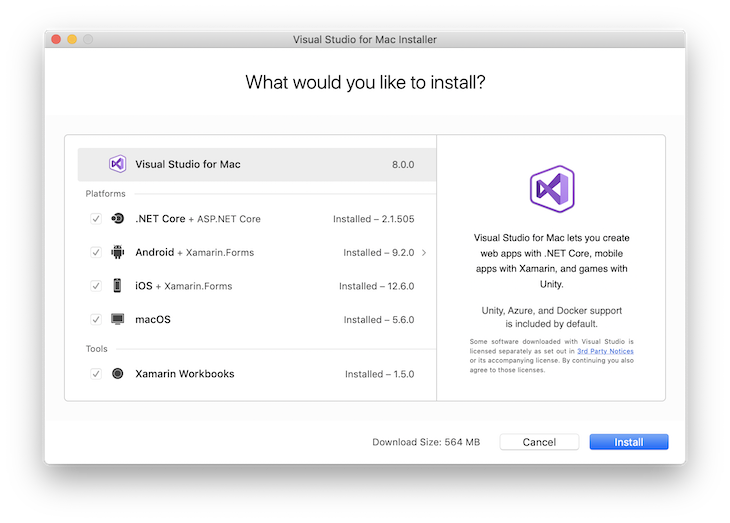 Visual Studio for Mac Installer
What would you like to install?
Visual Studio for Mac 8.0.0
Platforms
.NET Core + ASP.NET Core Installed – 2.1.505
Android + Xamarin.Forms Installed – 9.2.0
iOS + Xamarin.Forms Installed – 12.6.0
macOS Installed – 5.6.0
Tools
Xamarin Workbooks Installed – 1.5.0
Visual Studio for Mac lets you create
web apps with .NET Core, mobile
apps with Xamarin, and games with
Unity.
Unity, Azure, and Docker support
is included by default.
Some software downloaded with Visual Studio is
licensed separately as set out in 3rd Party Notices
or its accompanying license. By continuing you also
agree to those licenses.
Download Size: 564 MB
Cancel
Install